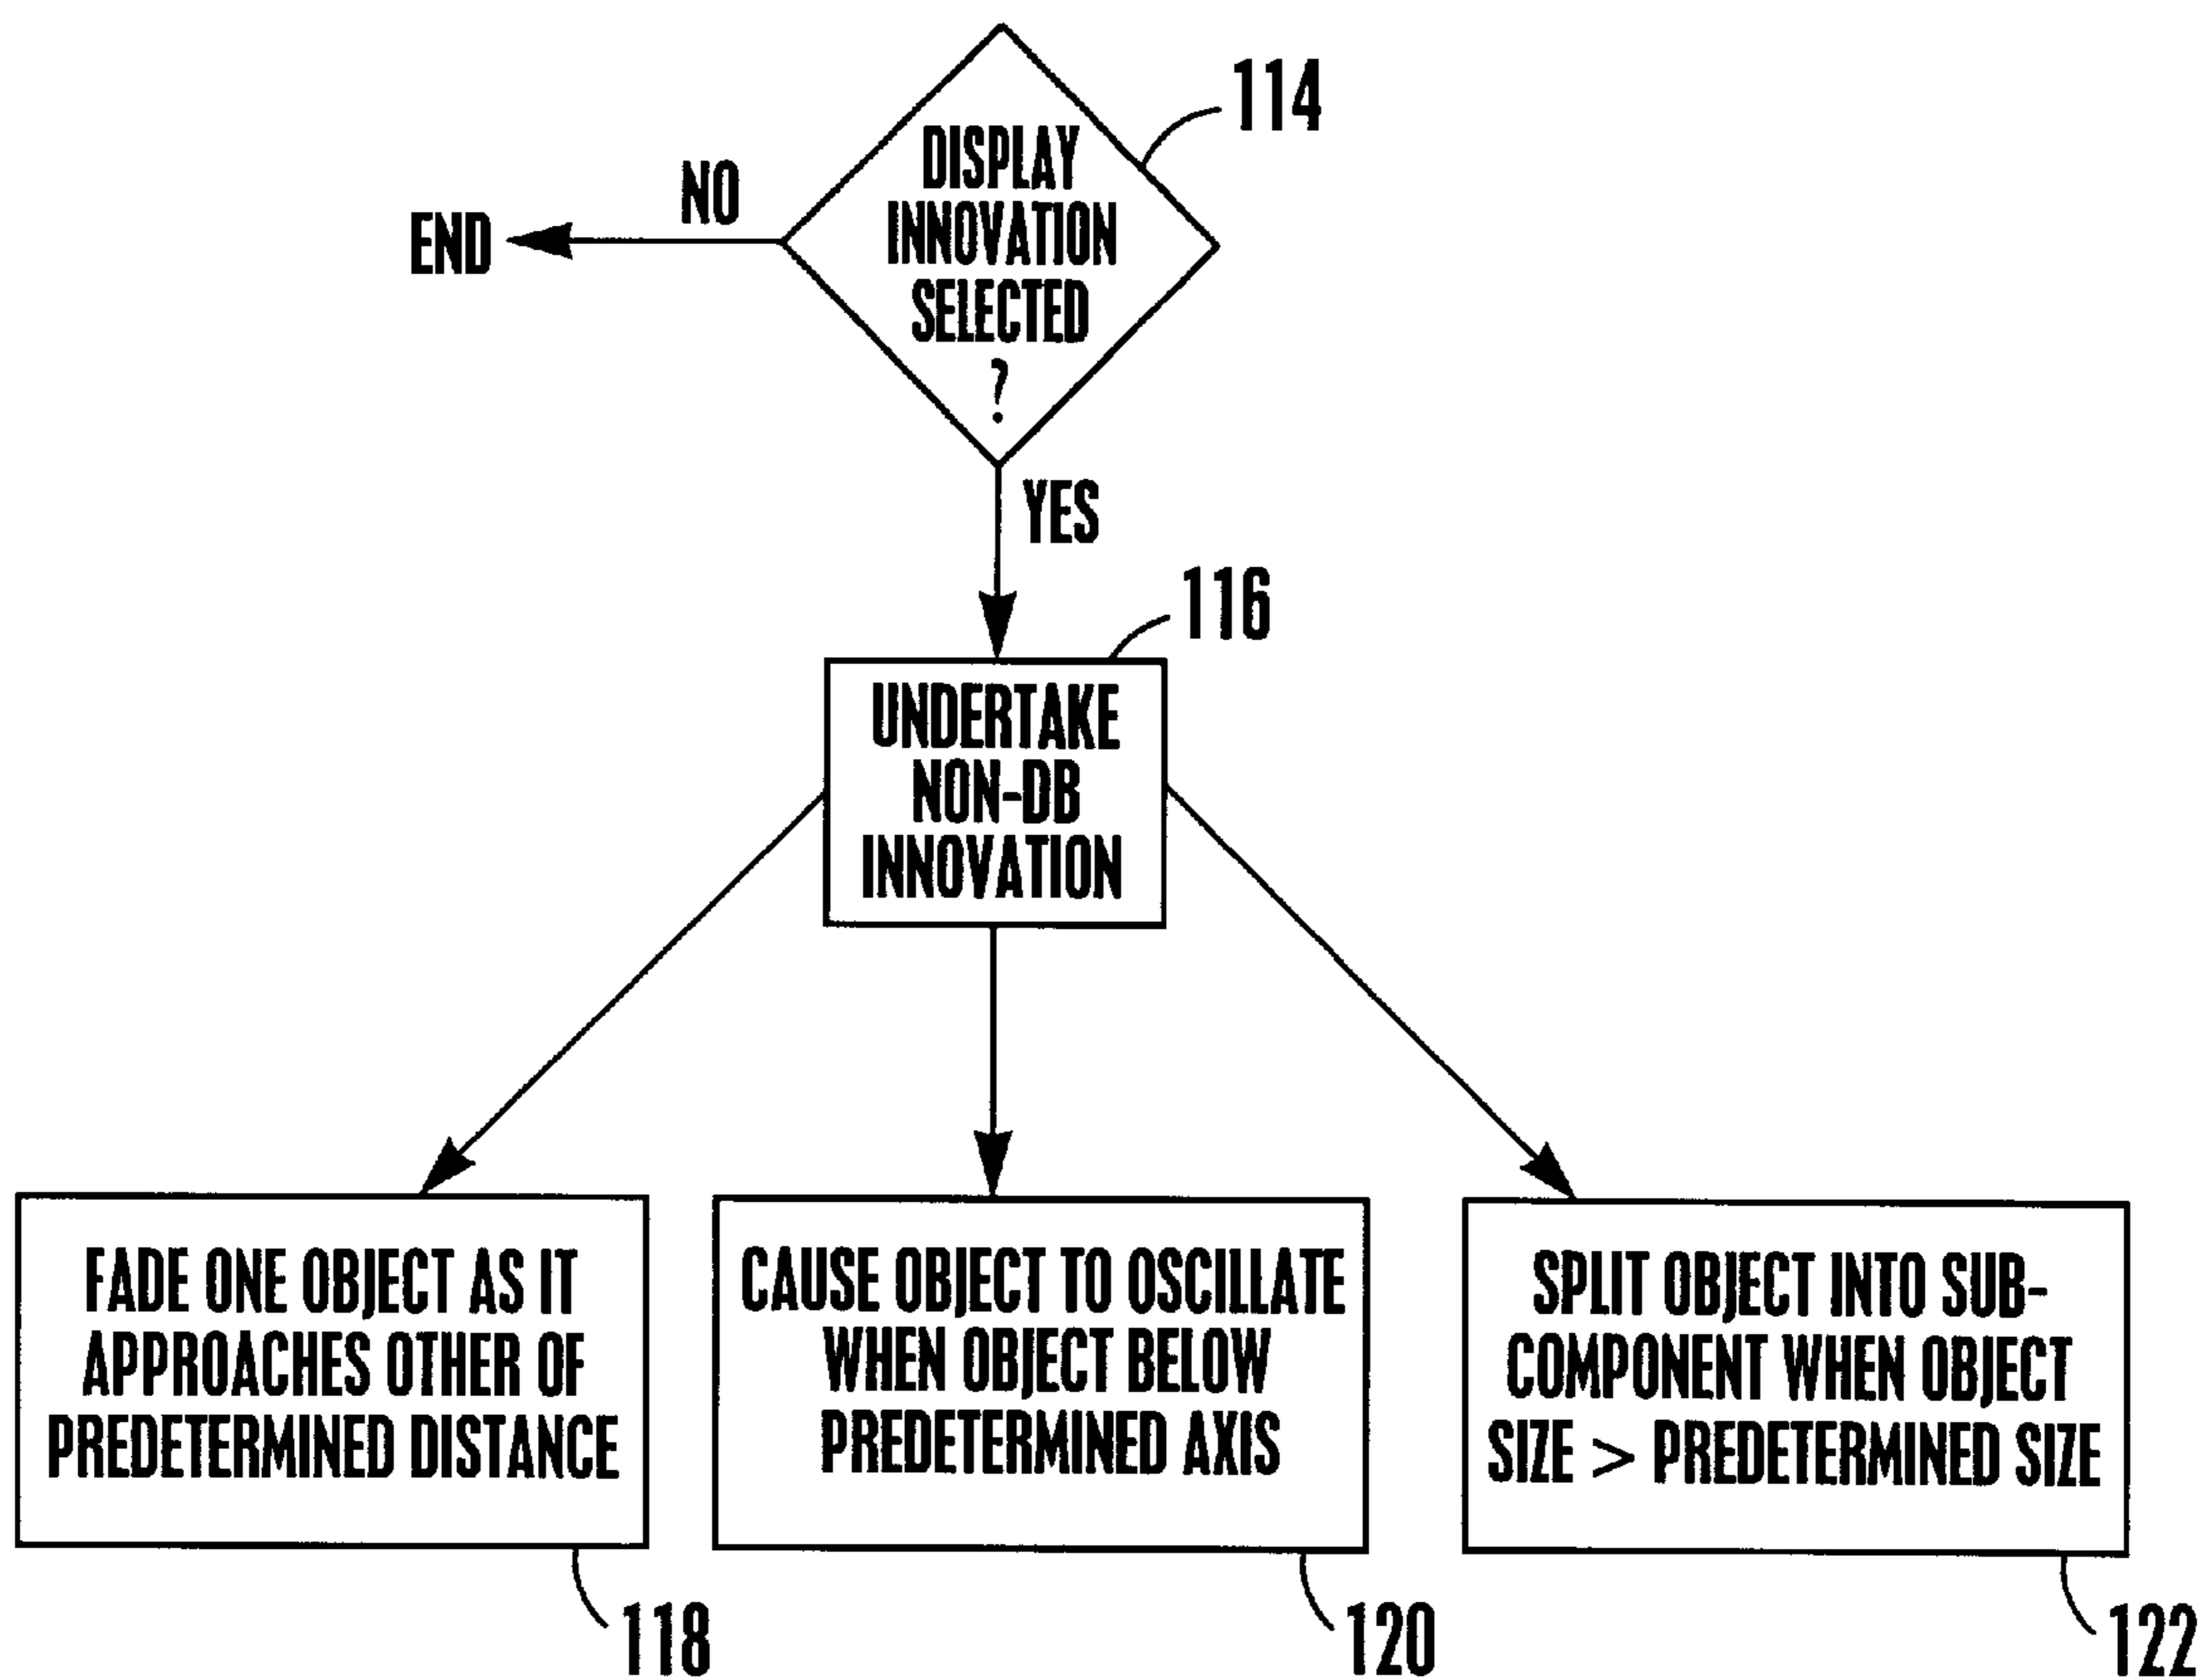 114
DISPLAY
INNOVATION
SELECTED
?
NO
END
YES
116
UNDERTAKE
NON-DB
INNOVATION
FADE ONE OBJECT AS IT
APPROACHES OTHER OF
PREDETERMINED DISTANCE
118
CAUSE OBJECT TO OSCILLATE
WHEN OBJECT BELOW
PREDETERMINED AXIS
120
SPLIT OBJECT INTO SUB-
COMPONENT WHEN OBJECT
SIZE > PREDETERMINED SIZE
122